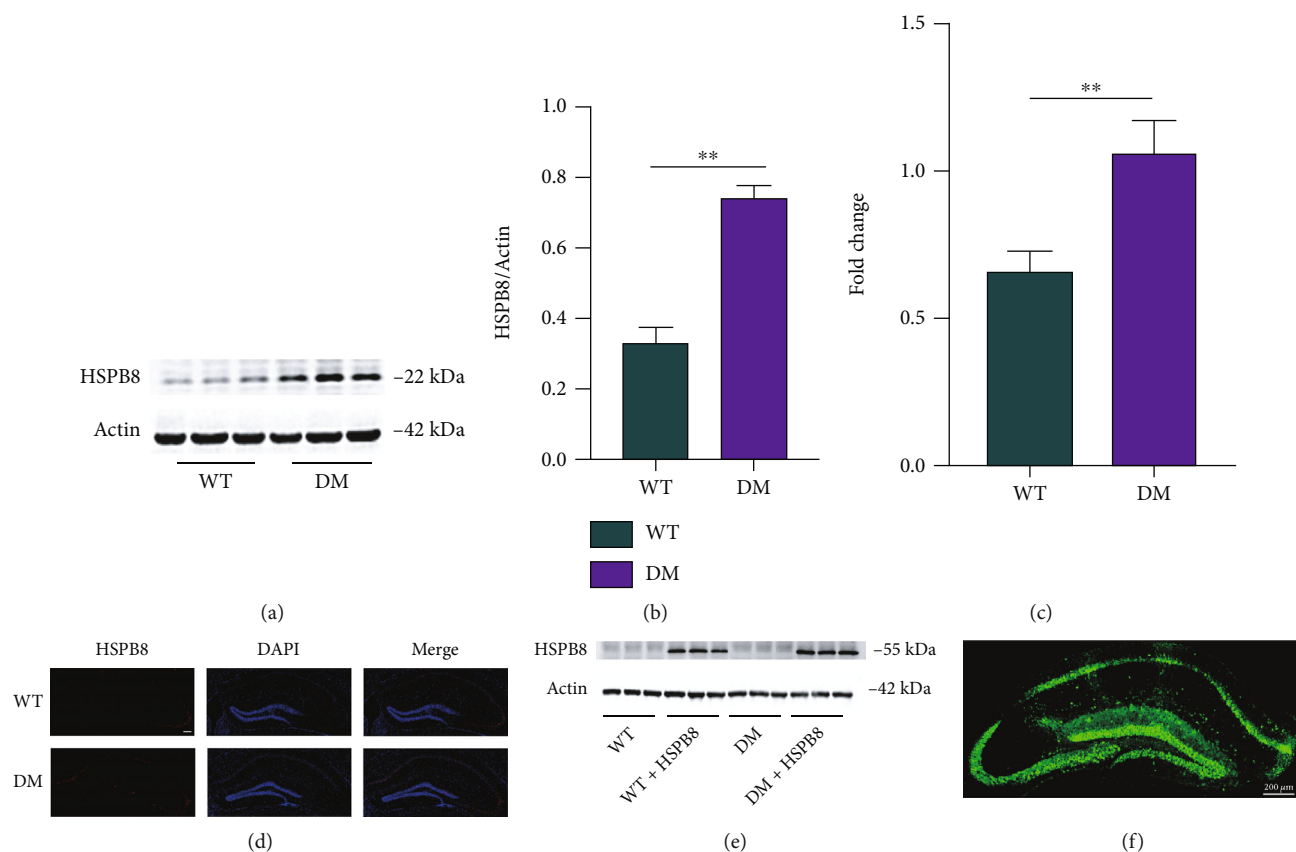 HSPB8
–22 kDa
Actin
–42 kDa
WT
DM
(a)
HSPB8/Actin
1.0
0.8
0.6
0.4
0.2
0.0
**
WT
DM
WT
DM
(b)
Fold change
1.5
1.0
0.5
0.0
**
WT
DM
(c)
HSPB8
DAPI
Merge
WT
DM
(d)
HSPB8
–55 kDa
Actin
–42 kDa
WT
WT + HSPB8
DM
DM + HSPB8
(e)
200 μm
(f)